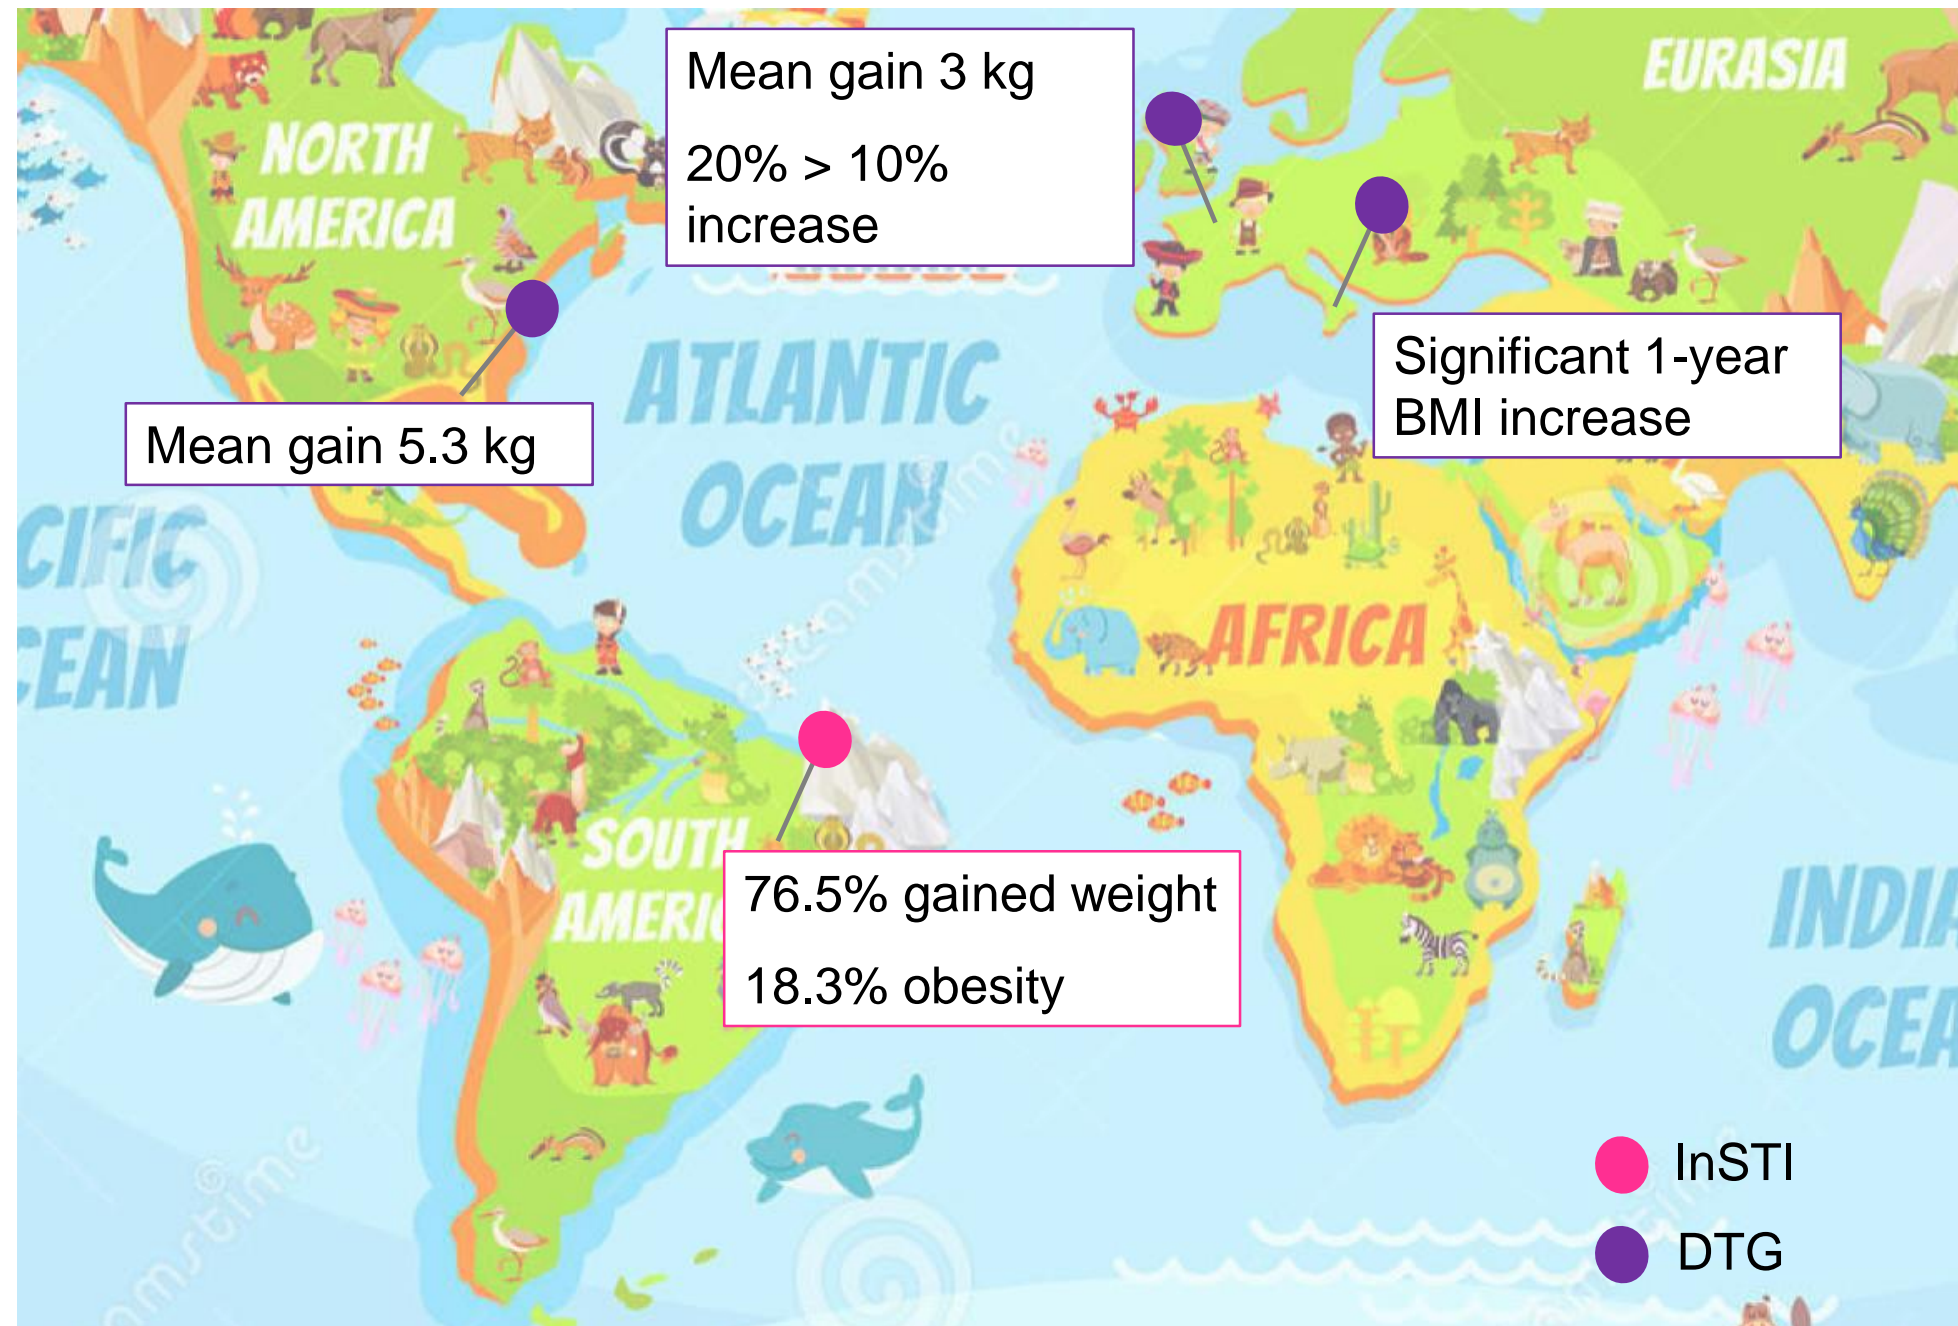 EURASIA
Mean gain 3 kg
20% > 10%
increase
NORTH
AMERICA
Significant 1-year
BMI increase
ATLANTIC
OCEAN
Mean gain 5.3 kg
CIFIC
CEAN
AFRICA
SOUTH
AMERIC
76.5% gained weight
18.3% obesity
INDIA
OCEA
InSTI
DTG